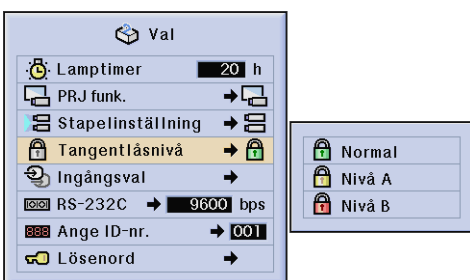 Val
Lamptimer 20 h
PRJ funk. ➔
Stapelinställning ➔
Tangentlåsnivå ➔
Ingångsval ➔
RS-232C ➔ 9600 bps
888 Ange ID-nr. ➔ 001
Lösenord ➔
Normal
Nivå A
Nivå B